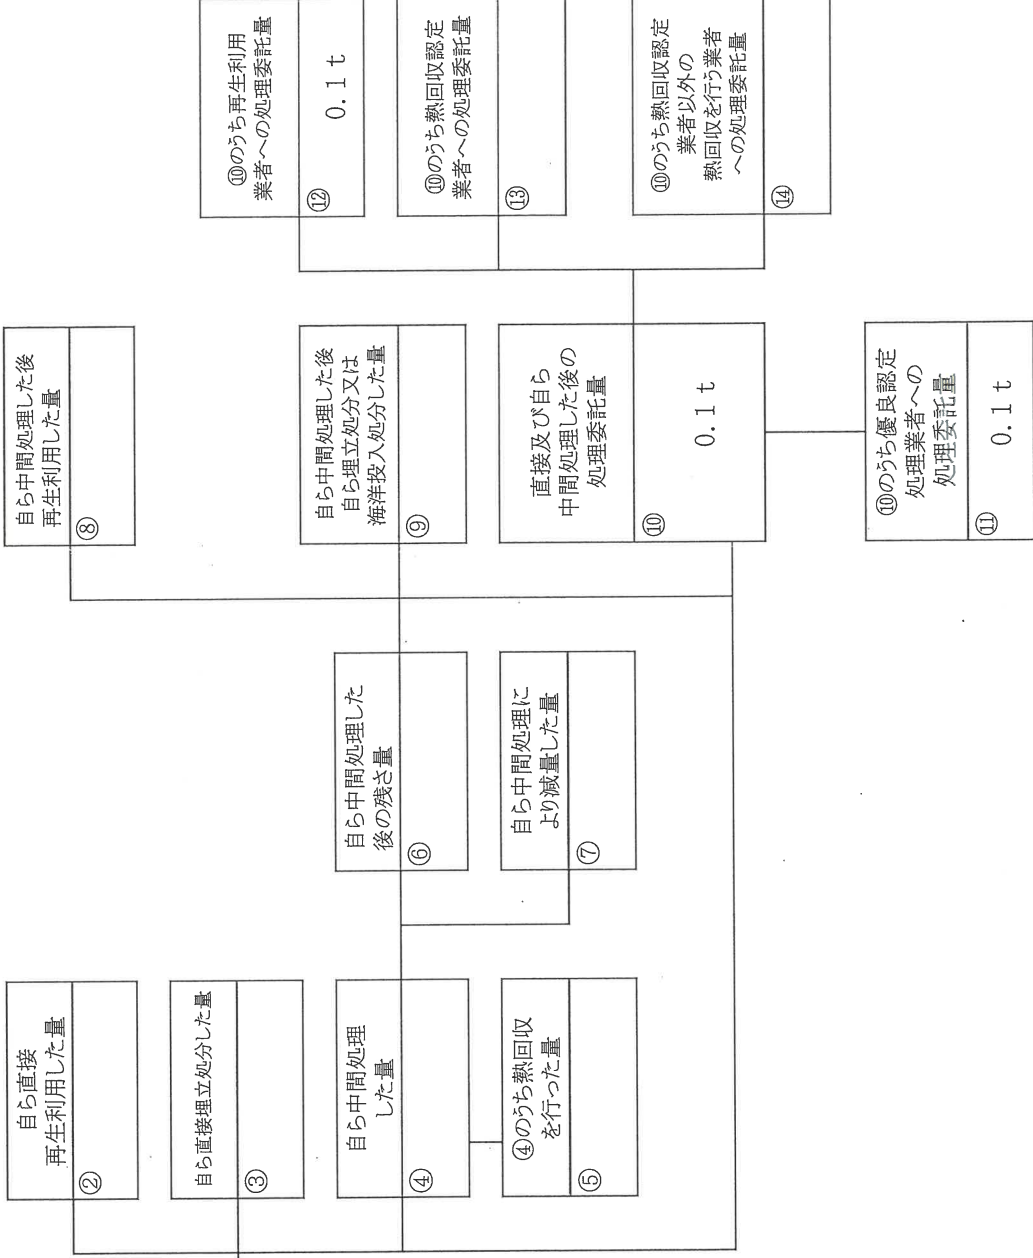 自ら直接
再生利用した量
②
自ら直接埋立処分した量
③
自ら中間処理
した量
④
④のうち熱回収
を行った量
⑤
自ら中間処理した
後の残さ量
⑥
自ら中間処理に
より減量した量
⑦
自ら中間処理した後
再生利用した量
⑧
自ら中間処理した後
自ら埋立処分又は
海洋投入処分した量
⑨
直接及び自ら
中間処理した後の
処理委託量
⑩
0.1 t
⑩のうち優良認定
処理業者への
処理委託量
⑪
0.1 t
⑩のうち再生利用
業者への処理委託量
⑫
0.1 t
⑩のうち熱回収認定
業者への処理委託量
⑬
⑩のうち熱回収認定
業者以外の
熱回収を行う業者
への処理委託量
⑭